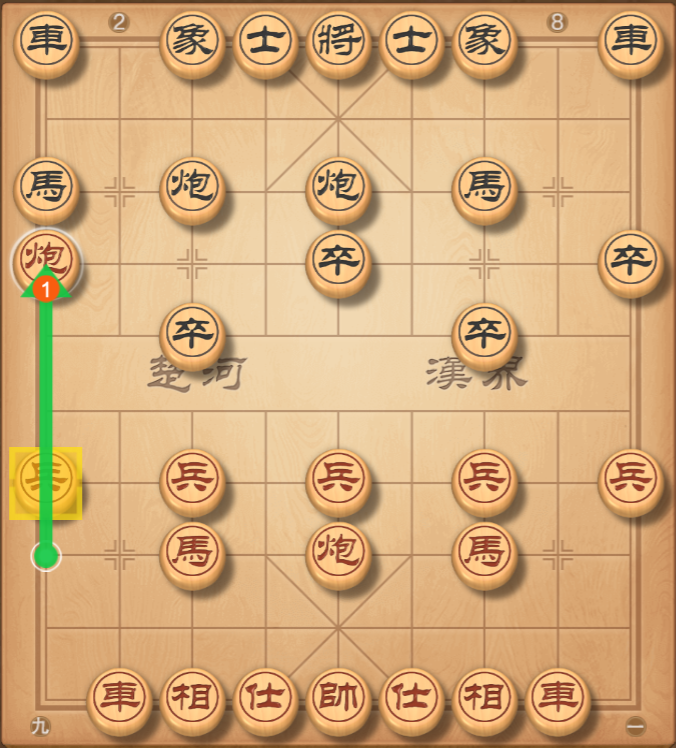 2 8
車 象 士 將 士 象 車
馬 炮 炮 馬
炮 卒 卒
1
卒 卒
楚河 漢界
兵 兵 兵 兵 兵
馬 炮 馬
車 相 仕 帥 仕 相 車
九 一